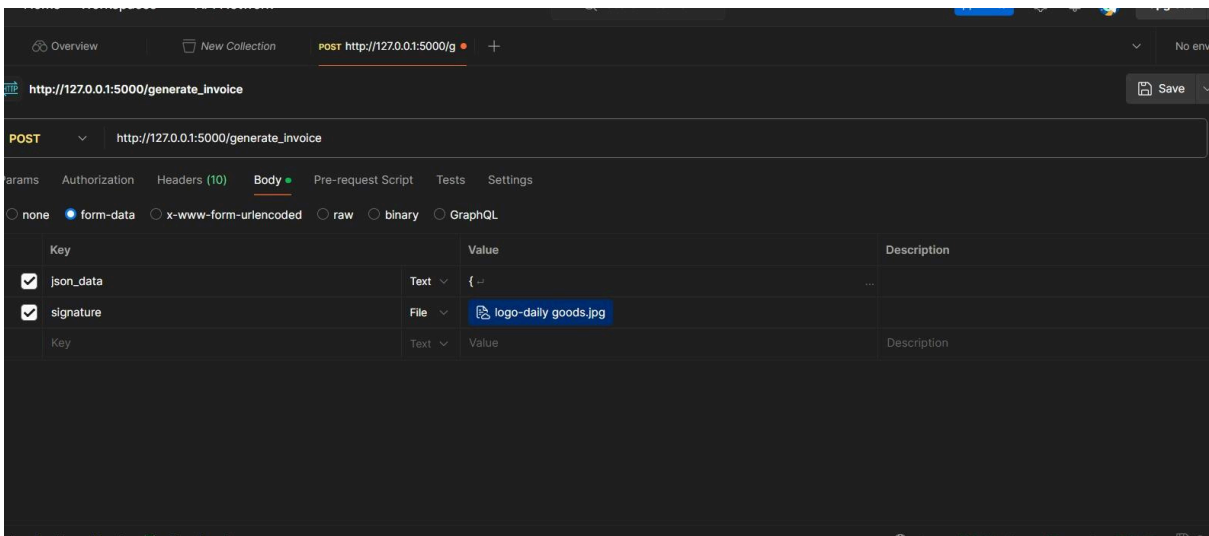 Overview New Collection POST http://127.0.0.1:5000/g No env
HTTP http://127.0.0.1:5000/generate_invoice Save
POST http://127.0.0.1:5000/generate_invoice
Params Authorization Headers (10) Body Pre-request Script Tests Settings
none form-data x-www-form-urlencoded raw binary GraphQL
Key Value Description
json_data Text { ...
signature File logo-daily goods.jpg
Key Text Value Description